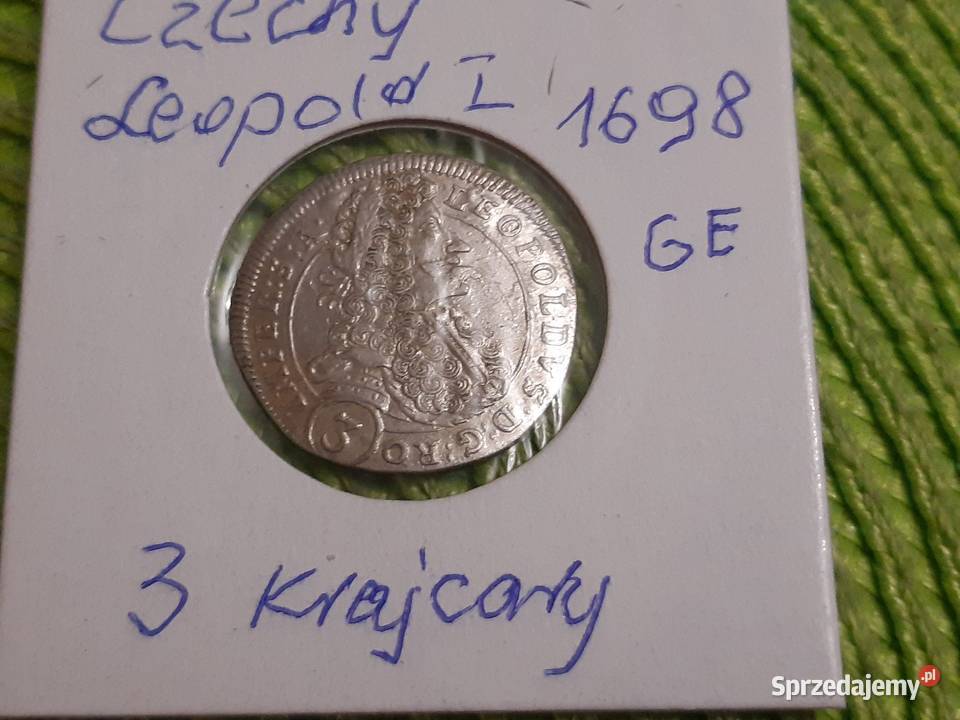 Czechy
Leopold I 1698
GE
LEOPOLDVS·D·G:RO
3
3 Krajcary
Sprzedajemy.pl